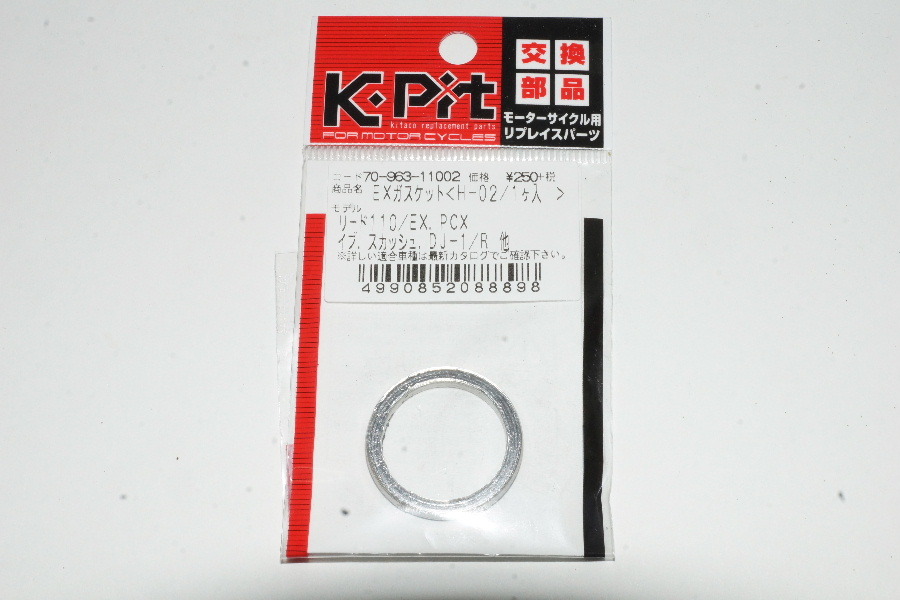 K·Pit
kitaco replacement parts
FOR MOTORCYCLES
交換
部品
モーターサイクル用
リプレイスパーツ
コード70-963-11002 価格 ¥250+税
商品名 EXガスケット<H-02/1ヶ入 >
モデル
リード110/EX, PCX
イブ, スカッシュ, DJ-1/R 他
※詳しい適合車種は最新カタログでご確認下さい。
4990852088898